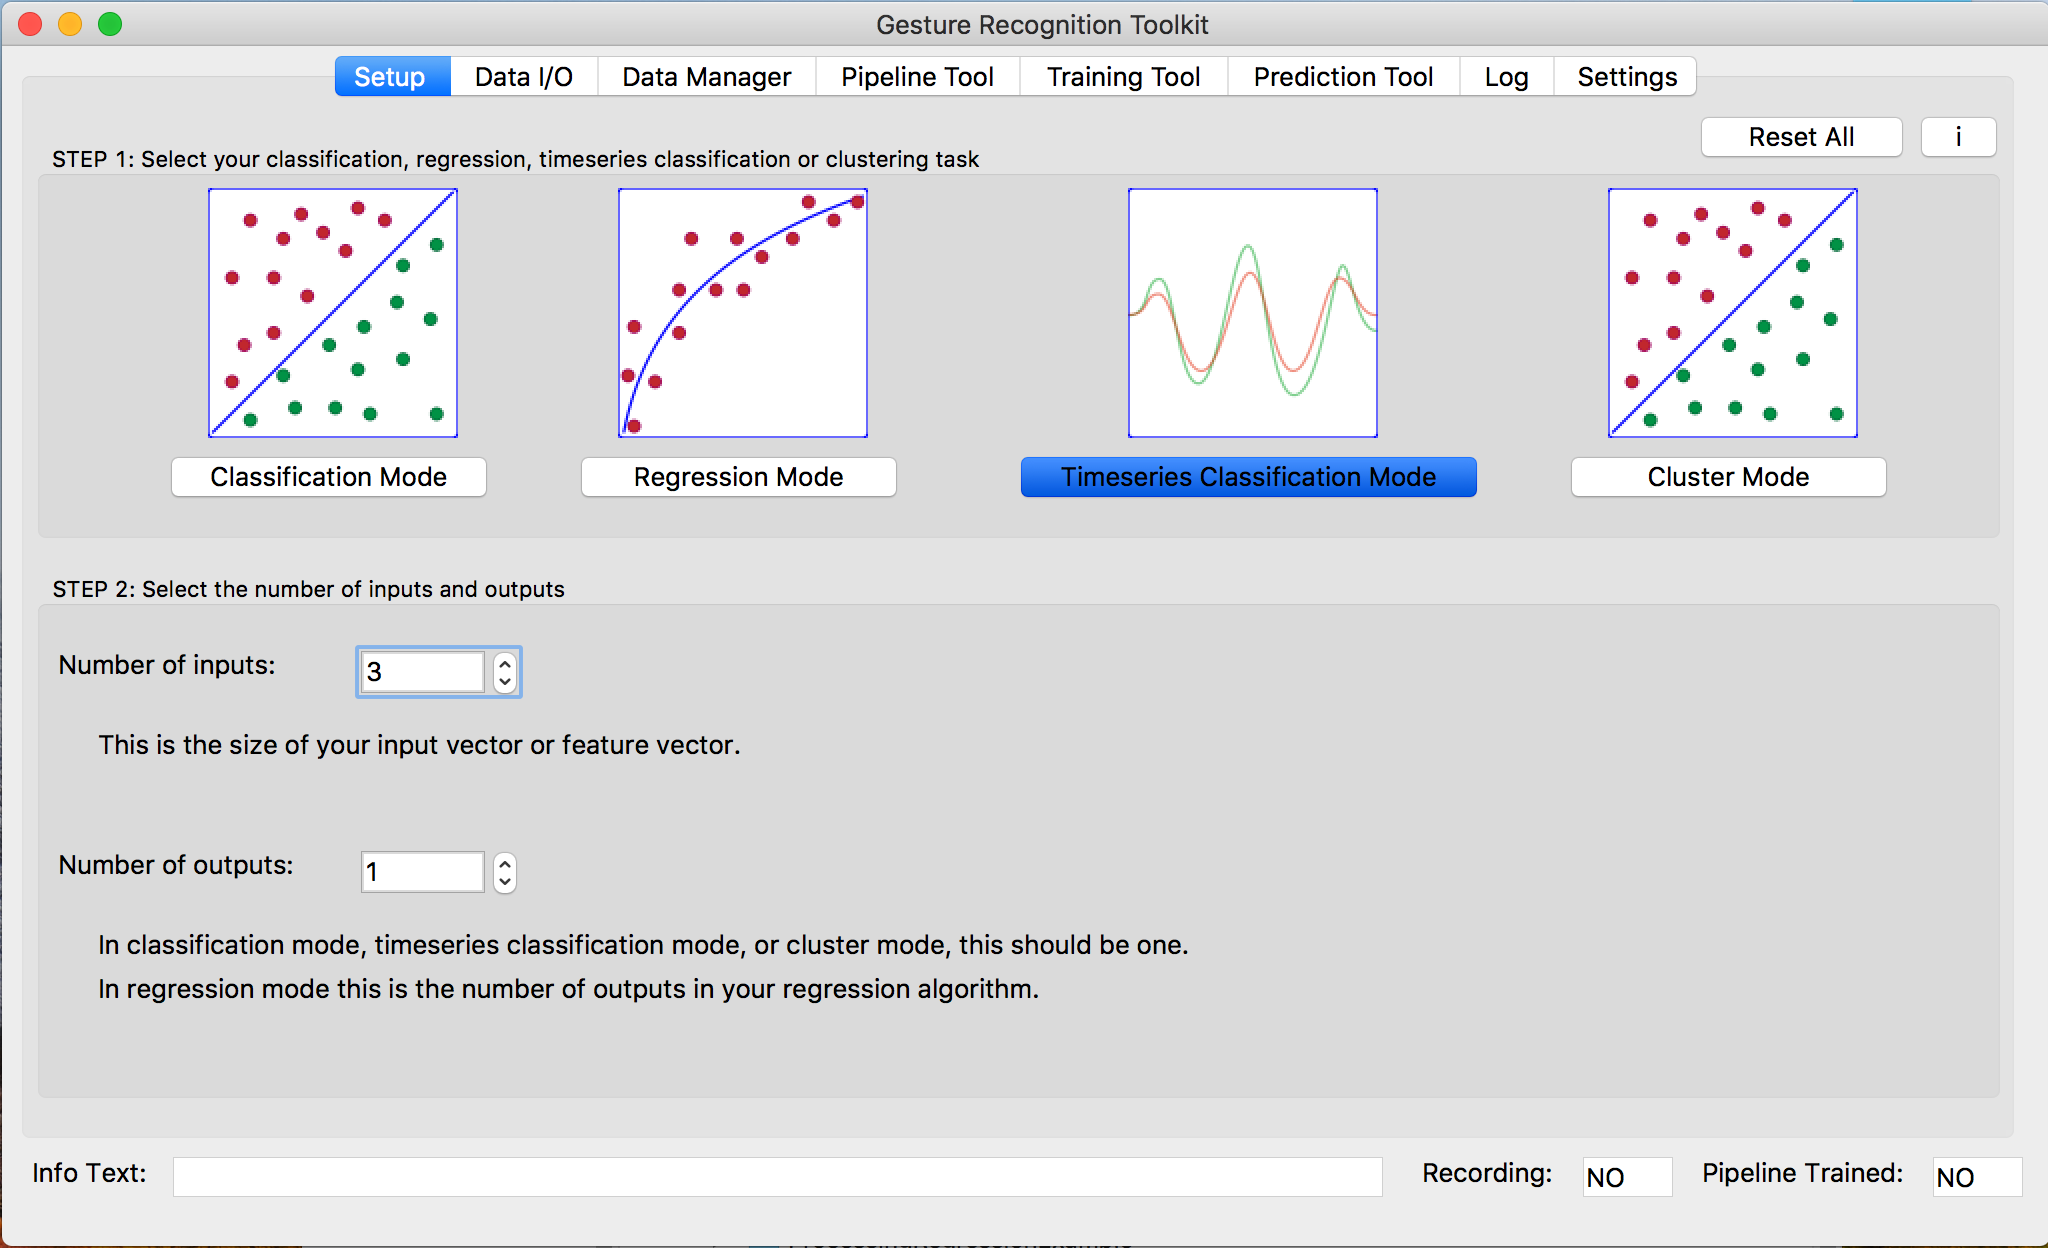 Gesture Recognition Toolkit
Setup Data I/O Data Manager Pipeline Tool Training Tool Prediction Tool Log Settings
Reset All i
STEP 1: Select your classification, regression, timeseries classification or clustering task
Classification Mode Regression Mode Timeseries Classification Mode Cluster Mode
STEP 2: Select the number of inputs and outputs
Number of inputs: 3
This is the size of your input vector or feature vector.
Number of outputs: 1
In classification mode, timeseries classification mode, or cluster mode, this should be one.
In regression mode this is the number of outputs in your regression algorithm.
Info Text: Recording: NO Pipeline Trained: NO